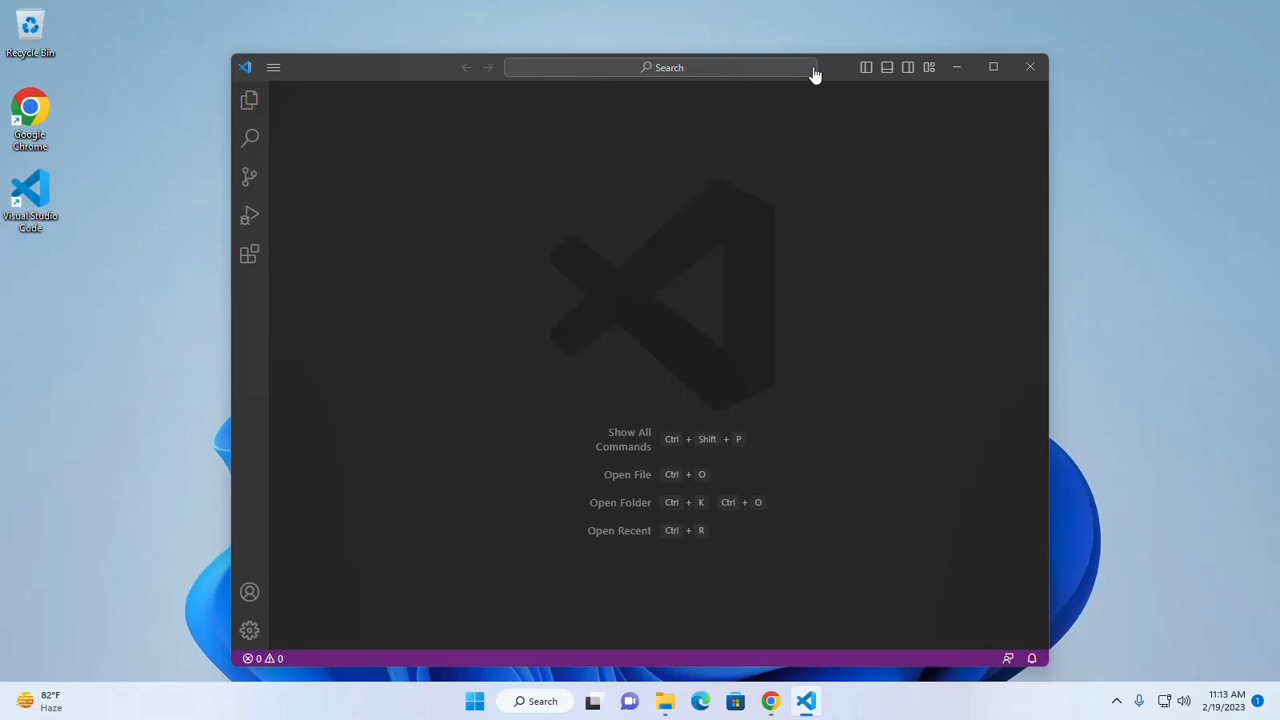 Recycle Bin
Google
Chrome
Visual Studio
Code
Search
Show All
Commands
Ctrl + Shift + P
Open File
Ctrl + O
Open Folder
Ctrl + K Ctrl + O
Open Recent
Ctrl + R
0 0
82°F
Haze
Search
11:13 AM
2/19/2023
1